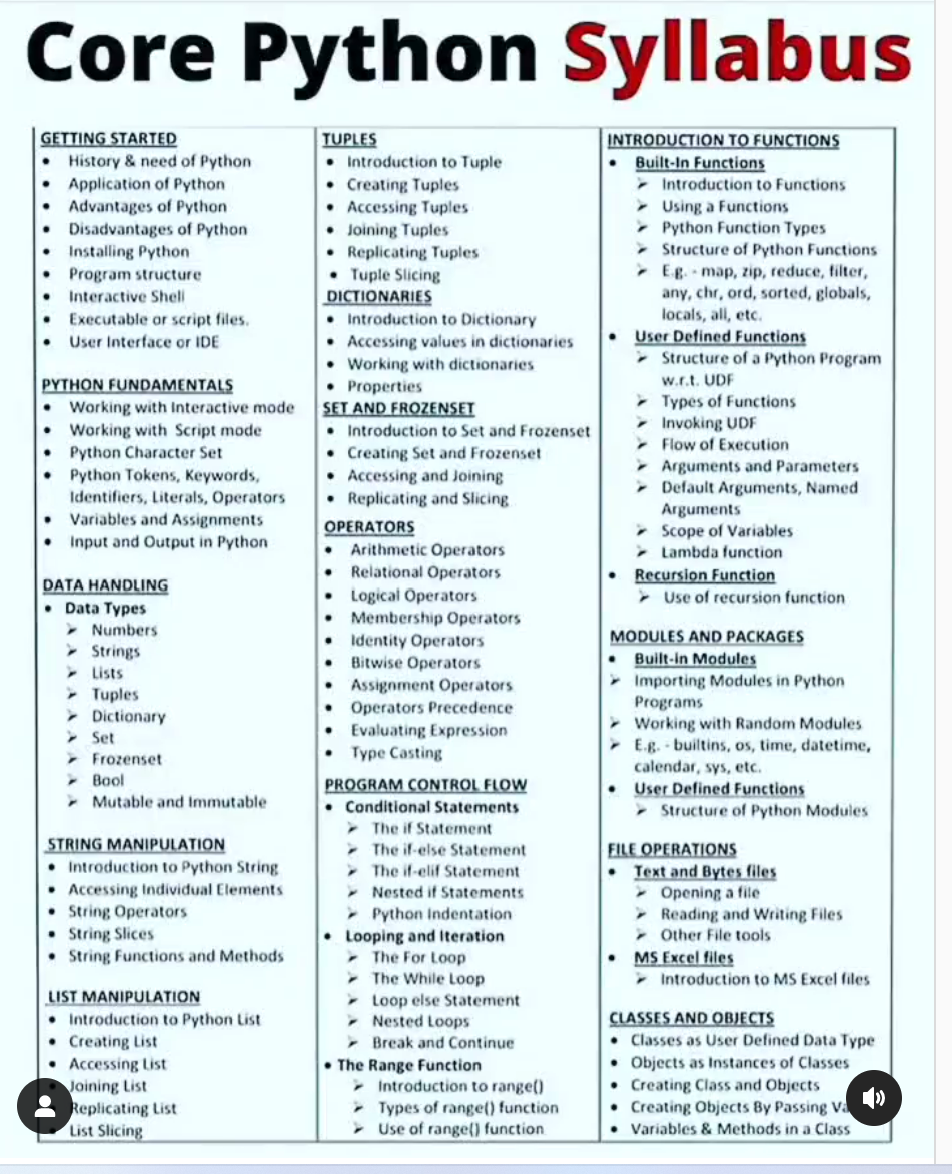 Core Python Syllabus
GETTING STARTED
• History & need of Python
• Application of Python
• Advantages of Python
• Disadvantages of Python
• Installing Python
• Program structure
• Interactive Shell
• Executable or script files.
• User Interface or IDE
PYTHON FUNDAMENTALS
• Working with Interactive mode
• Working with Script mode
• Python Character Set
• Python Tokens, Keywords,
Identifiers, Literals, Operators
• Variables and Assignments
• Input and Output in Python
DATA HANDLING
• Data Types
➢ Numbers
➢ Strings
➢ Lists
➢ Tuples
➢ Dictionary
➢ Set
➢ Frozenset
➢ Bool
➢ Mutable and Immutable
STRING MANIPULATION
• Introduction to Python String
• Accessing Individual Elements
• String Operators
• String Slices
• String Functions and Methods
LIST MANIPULATION
• Introduction to Python List
• Creating List
• Accessing List
Joining List
Replicating List
List Slicing
TUPLES
• Introduction to Tuple
• Creating Tuples
• Accessing Tuples
• Joining Tuples
• Replicating Tuples
• Tuple Slicing
DICTIONARIES
• Introduction to Dictionary
• Accessing values in dictionaries
• Working with dictionaries
• Properties
SET AND FROZENSET
• Introduction to Set and Frozenset
• Creating Set and Frozenset
• Accessing and Joining
• Replicating and Slicing
OPERATORS
• Arithmetic Operators
• Relational Operators
• Logical Operators
• Membership Operators
• Identity Operators
• Bitwise Operators
• Assignment Operators
• Operators Precedence
• Evaluating Expression
• Type Casting
PROGRAM CONTROL FLOW
• Conditional Statements
➢ The if Statement
➢ The if-else Statement
➢ The if-elif Statement
➢ Nested if Statements
➢ Python Indentation
• Looping and Iteration
➢ The For Loop
➢ The While Loop
➢ Loop else Statement
➢ Nested Loops
➢ Break and Continue
• The Range Function
➢ Introduction to range()
➢ Types of range() function
➢ Use of range() function
INTRODUCTION TO FUNCTIONS
• Built-In Functions
➢ Introduction to Functions
➢ Using a Functions
➢ Python Function Types
➢ Structure of Python Functions
➢ E.g. - map, zip, reduce, filter,
any, chr, ord, sorted, globals,
locals, all, etc.
• User Defined Functions
➢ Structure of a Python Program
w.r.t. UDF
➢ Types of Functions
➢ Invoking UDF
➢ Flow of Execution
➢ Arguments and Parameters
➢ Default Arguments, Named
Arguments
➢ Scope of Variables
➢ Lambda function
• Recursion Function
➢ Use of recursion function
MODULES AND PACKAGES
• Built-in Modules
➢ Importing Modules in Python
Programs
➢ Working with Random Modules
➢ E.g. - builtins, os, time, datetime,
calendar, sys, etc.
• User Defined Functions
➢ Structure of Python Modules
FILE OPERATIONS
• Text and Bytes files
➢ Opening a file
➢ Reading and Writing Files
➢ Other File tools
• MS Excel files
➢ Introduction to MS Excel files
CLASSES AND OBJECTS
• Classes as User Defined Data Type
• Objects as Instances of Classes
• Creating Class and Objects
• Creating Objects By Passing
• Variables & Methods in a Class